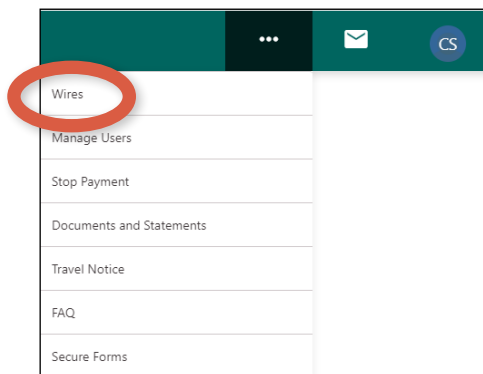 CS
Wires
Manage Users
Stop Payment
Documents and Statements
Travel Notice
FAQ
Secure Forms